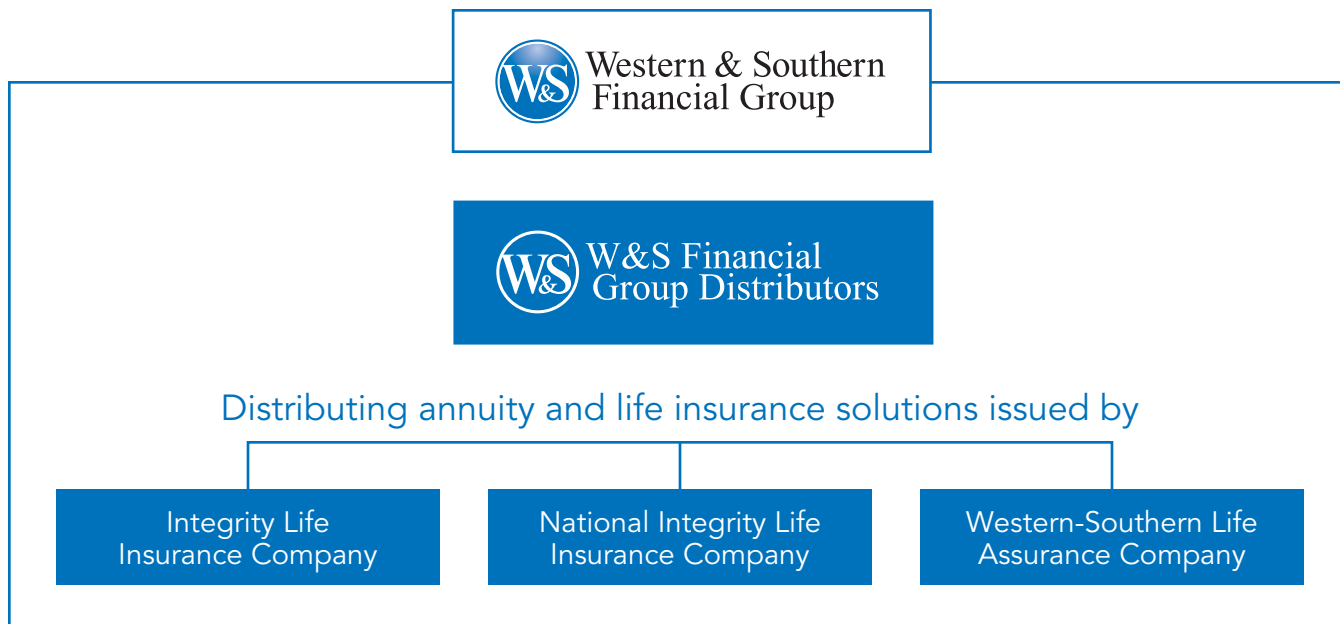 W&S Western & Southern
Financial Group
W&S W&S Financial
Group Distributors
Distributing annuity and life insurance solutions issued by
Integrity Life
Insurance Company
National Integrity Life
Insurance Company
Western-Southern Life
Assurance Company